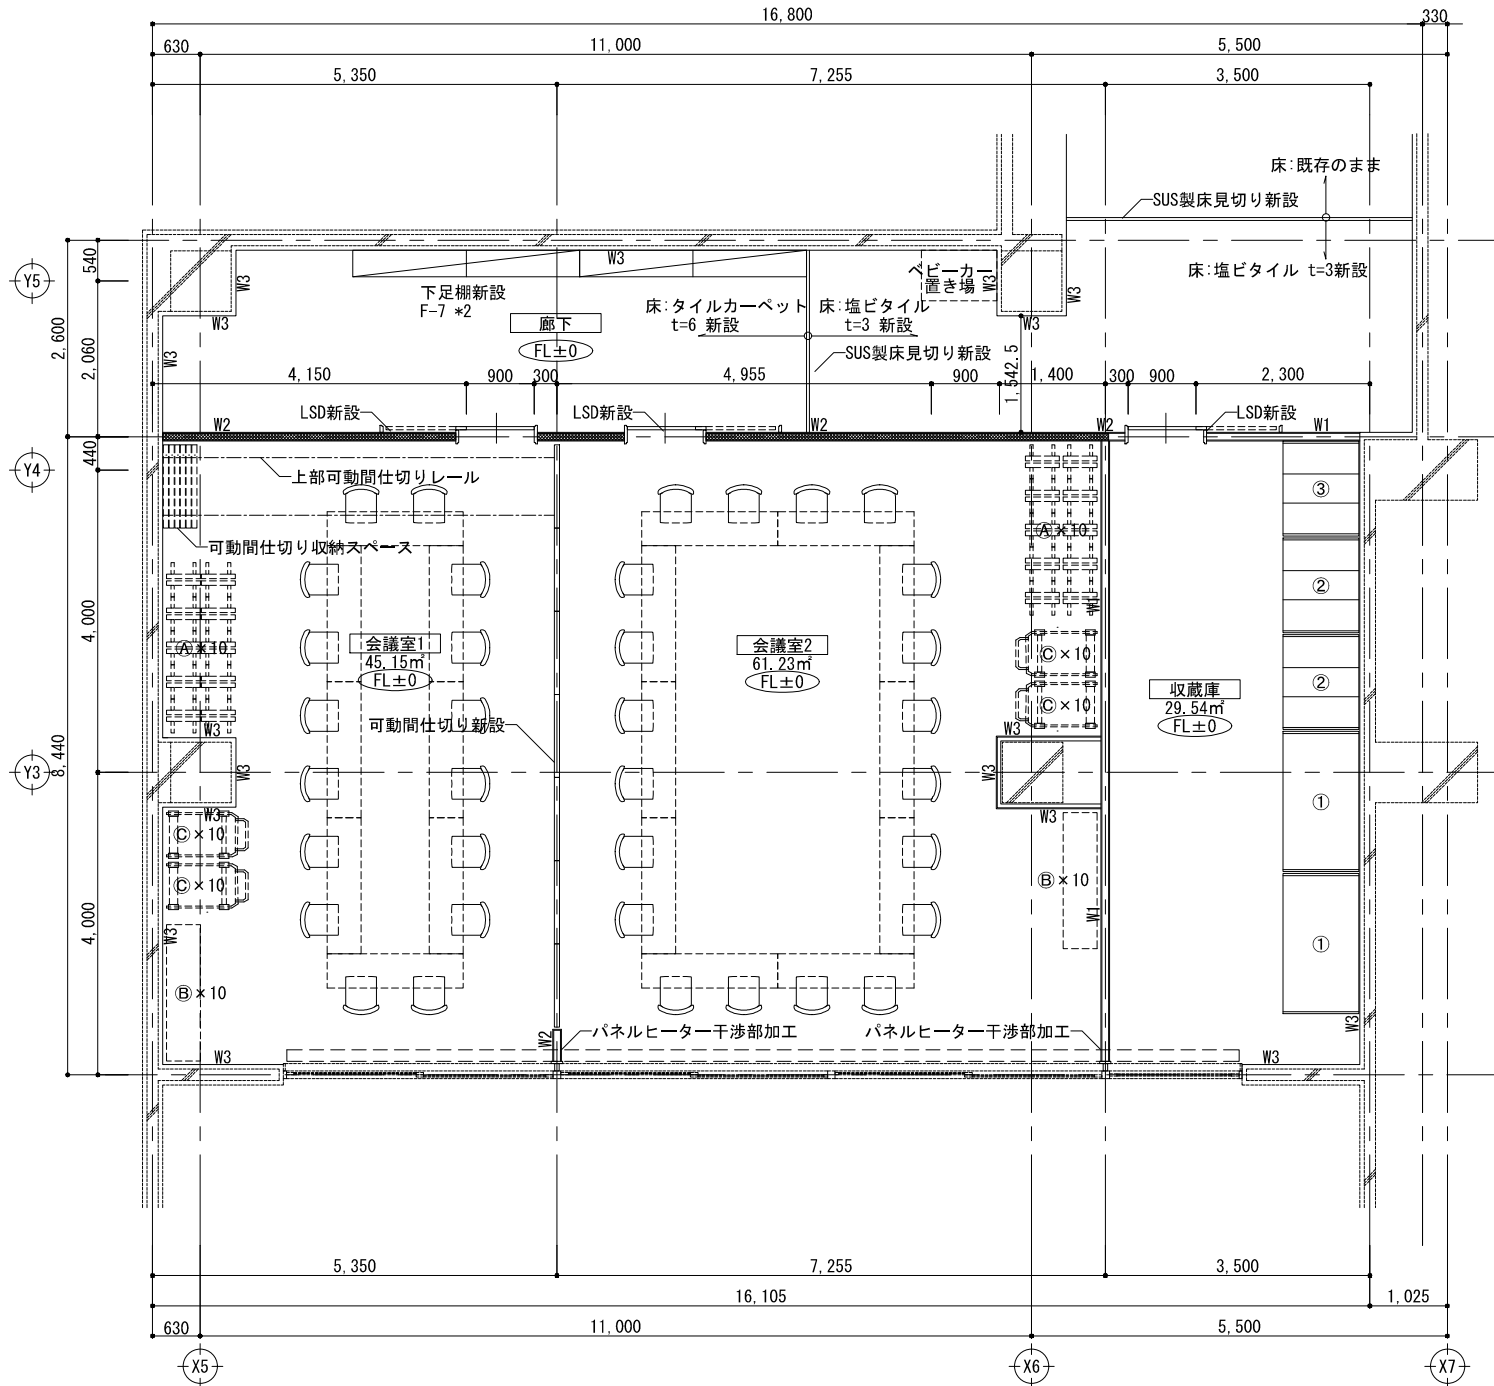 16,800
330
630
11,000
5,500
5,350
7,255
3,500
床:既存のまま
SUS製床見切り新設
床:塩ビタイル t=3新設
540
Y5
W3
W3
W3
W3
W3
ベビーカー
置き場
下足棚新設
F-7 *2
床:タイルカーペット
t=6 新設
床:塩ビタイル
t=3 新設
W3
W3
廊下
FL±0
SUS製床見切り新設
2,600
2,060
W3
1,542.5
4,150
900
300
4,955
900
1,400
300
900
2,300
LSD新設
LSD新設
LSD新設
W2
W2
W2
W1
440
Y4
上部可動間仕切りレール
③
可動間仕切り収納スペース
Ⓐ×10
②
W1
4,000
Ⓐ×10
会議室1
45.15㎡
FL±0
会議室2
61.23㎡
FL±0
Ⓒ×10
Ⓒ×10
②
収蔵庫
29.54㎡
FL±0
可動間仕切り新設
W3
W3
8,440
Y3
W3
W3
①
W3
W3
Ⓒ×10
Ⓒ×10
Ⓑ×10
W1
4,000
W3
①
Ⓑ×10
W3
W2
パネルヒーター干渉部加工
パネルヒーター干渉部加工
W3
W3
5,350
7,255
3,500
16,105
1,025
630
11,000
5,500
X5
X6
X7